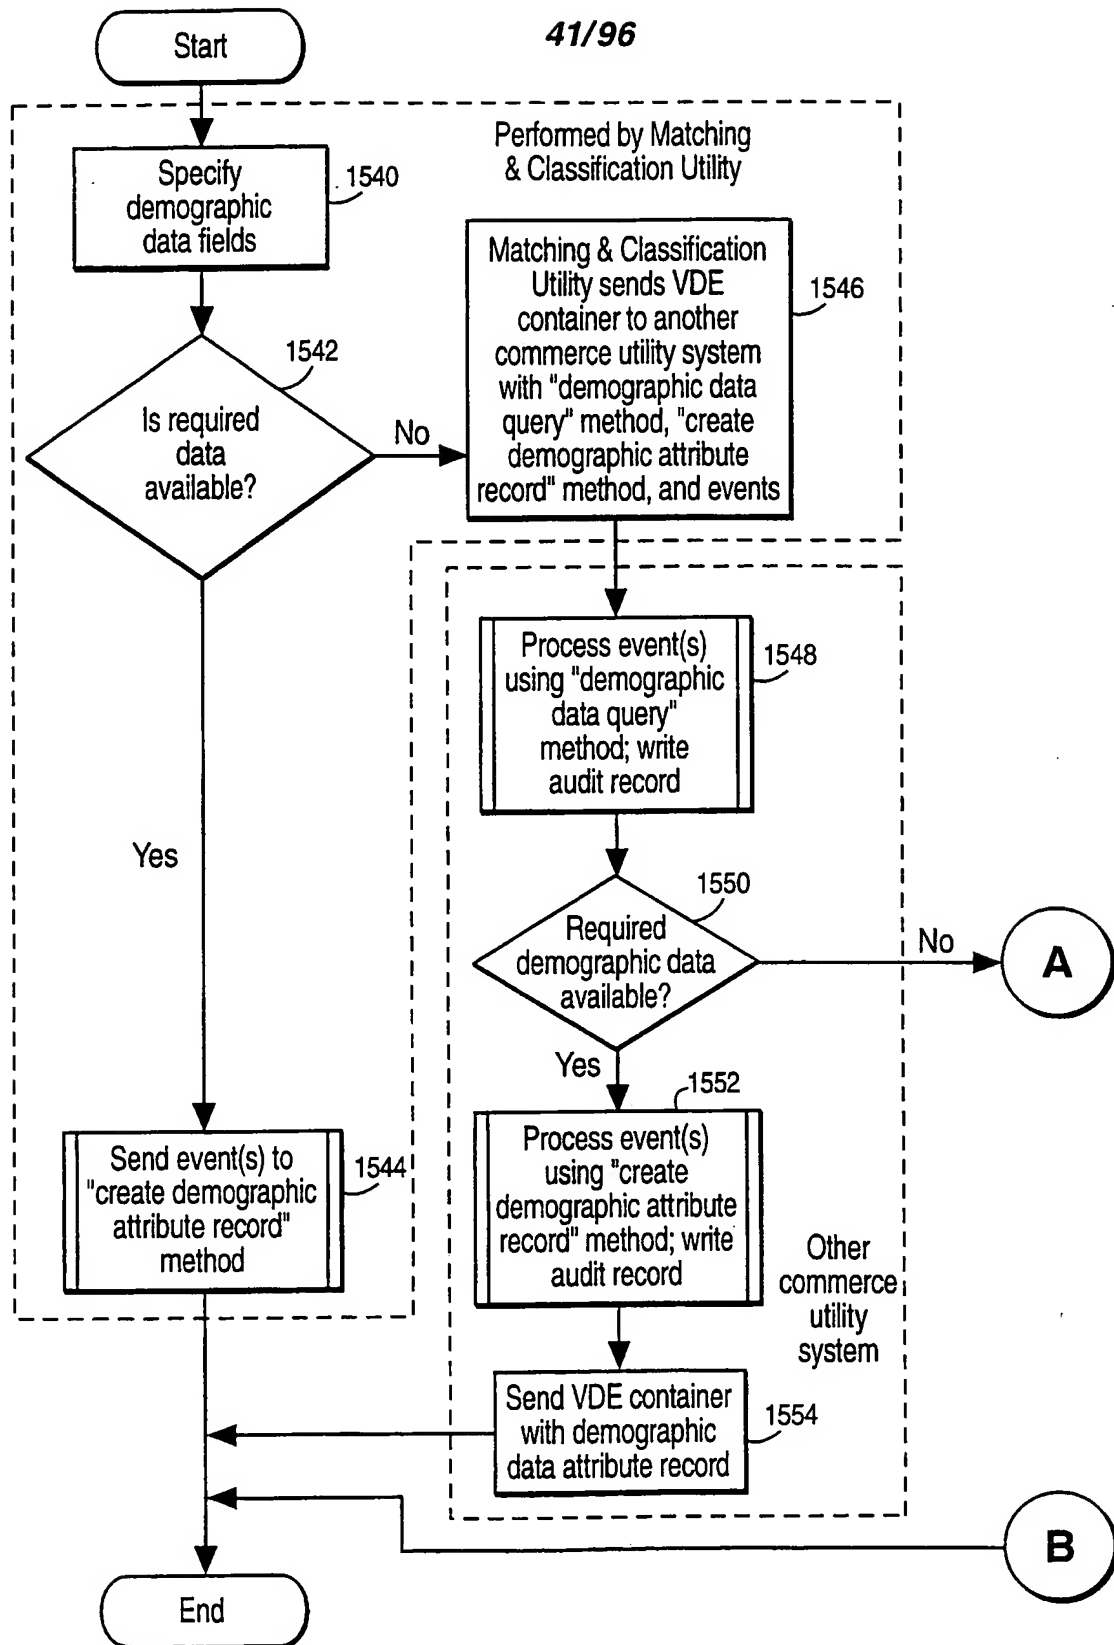 41/96
Start
Performed by Matching
& Classification Utility
Specify
demographic
data fields
1540
Matching & Classification
Utility sends VDE
container to another
commerce utility system
with "demographic data
query" method, "create
demographic attribute
record" method, and events
1546
1542
Is required
data
available?
No
Process event(s)
using "demographic
data query"
method; write
audit record
1548
Yes
1550
Required
demographic data
available?
No
A
Yes
1552
Process event(s)
using "create
demographic attribute
record" method; write
audit record
Send event(s) to
"create demographic
attribute record"
method
1544
Other
commerce
utility
system
Send VDE container
with demographic
data attribute record
1554
B
End